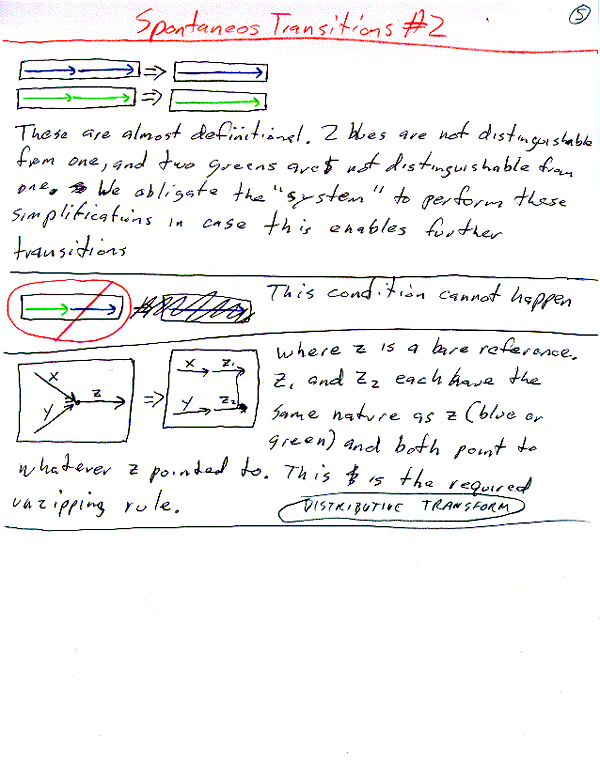 Spontaneos Transitions #2
5
⇒
⇒
These are almost definitional. 2 blues are not distinguishable
from one, and two greens are not distinguishable from
one. We obligate the "system" to perform these
simplifications in case this enables further
transitions
This condition cannot happen
X
Y
Z
⇒
X Z1
Y Z2
where z is a bare reference.
Z1 and Z2 each have the
same nature as z (blue or
green) and both point to
whatever z pointed to. This is the required
unzipping rule.
DISTRIBUTIVE TRANSFORM